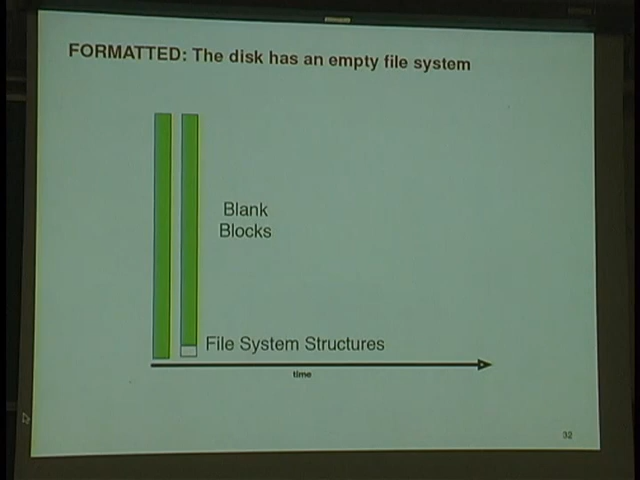 FORMATTED: The disk has an empty file system
Blank
Blocks
File System Structures
time
32